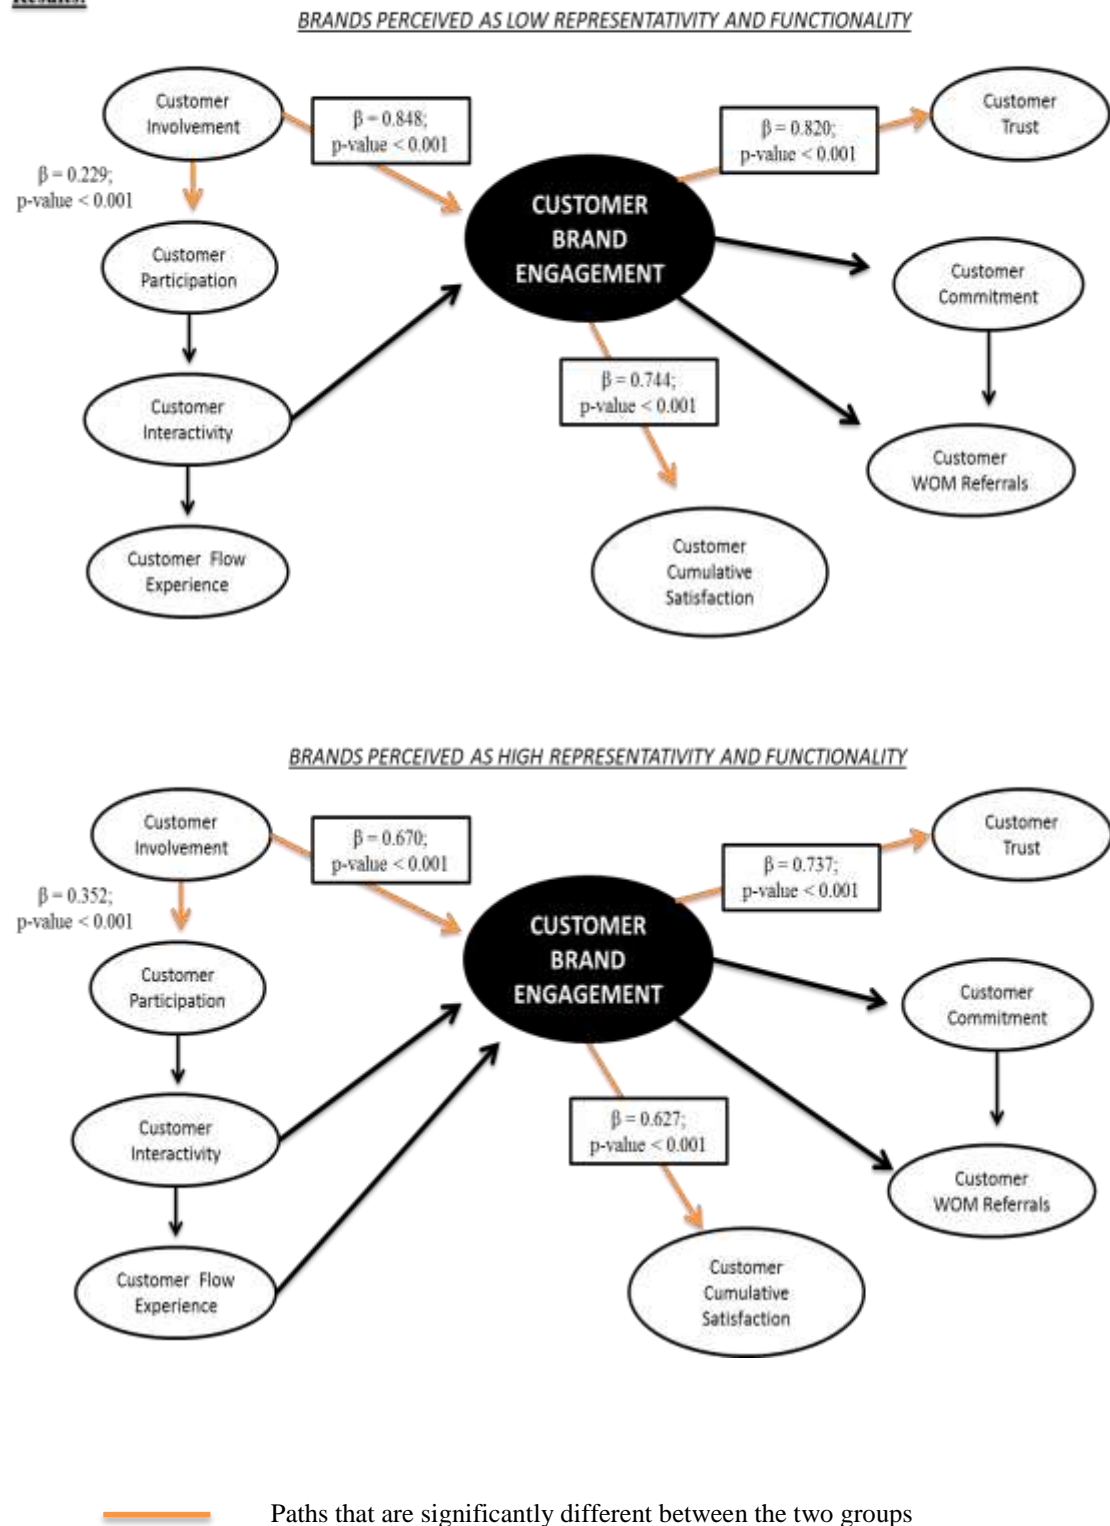 Results:
BRANDS PERCEIVED AS LOW REPRESENTATIVITY AND FUNCTIONALITY
Customer
Involvement
β = 0.848;
p-value < 0.001
β = 0.820;
p-value < 0.001
Customer
Trust
β = 0.229;
p-value < 0.001
CUSTOMER
BRAND
ENGAGEMENT
Customer
Participation
Customer
Commitment
β = 0.744;
p-value < 0.001
Customer
Interactivity
Customer
WOM Referrals
Customer Flow
Experience
Customer
Cumulative
Satisfaction
BRANDS PERCEIVED AS HIGH REPRESENTATIVITY AND FUNCTIONALITY
Customer
Involvement
β = 0.670;
p-value < 0.001
β = 0.737;
p-value < 0.001
Customer
Trust
β = 0.352;
p-value < 0.001
CUSTOMER
BRAND
ENGAGEMENT
Customer
Participation
Customer
Commitment
β = 0.627;
p-value < 0.001
Customer
Interactivity
Customer
WOM Referrals
Customer Flow
Experience
Customer
Cumulative
Satisfaction
Paths that are significantly different between the two groups